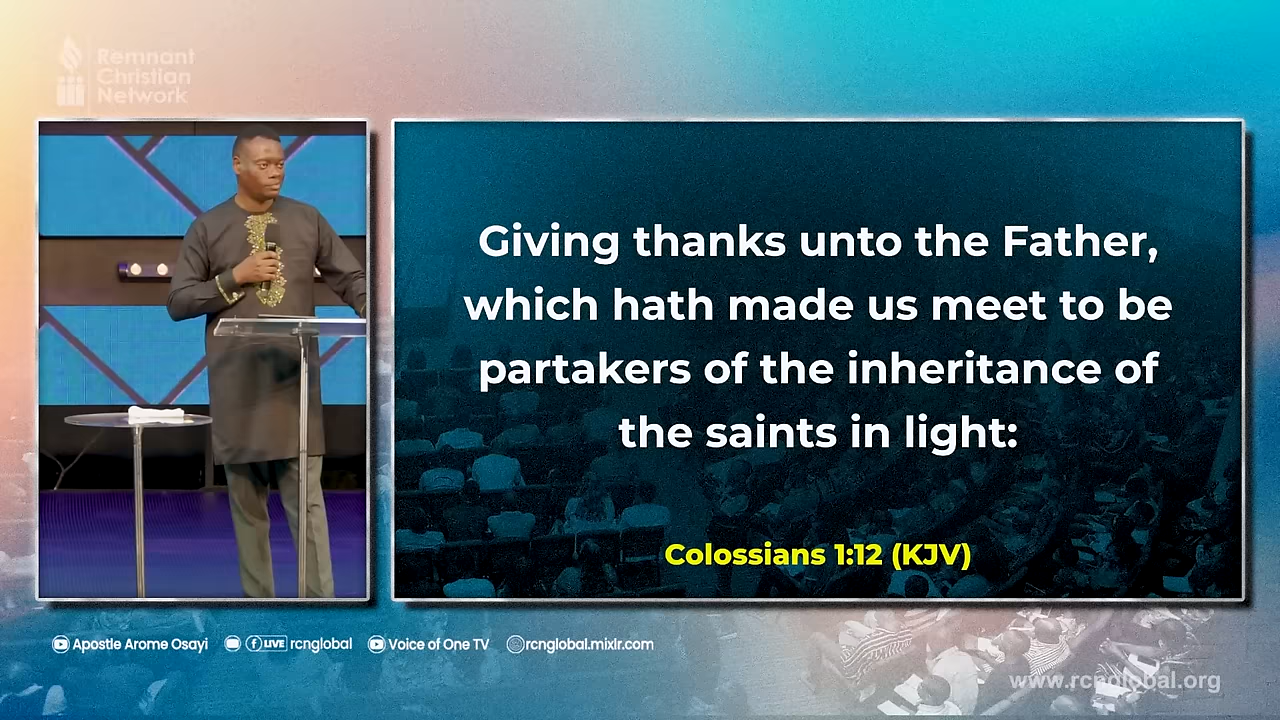 Remnant
Christian
Network
Giving thanks unto the Father,
which hath made us meet to be
partakers of the inheritance of
the saints in light:
Colossians 1:12 (KJV)
Apostle Arome Osayi
LIVE rcnglobal
Voice of One TV
rcnglobal.mixlr.com
www.rcnglobal.org